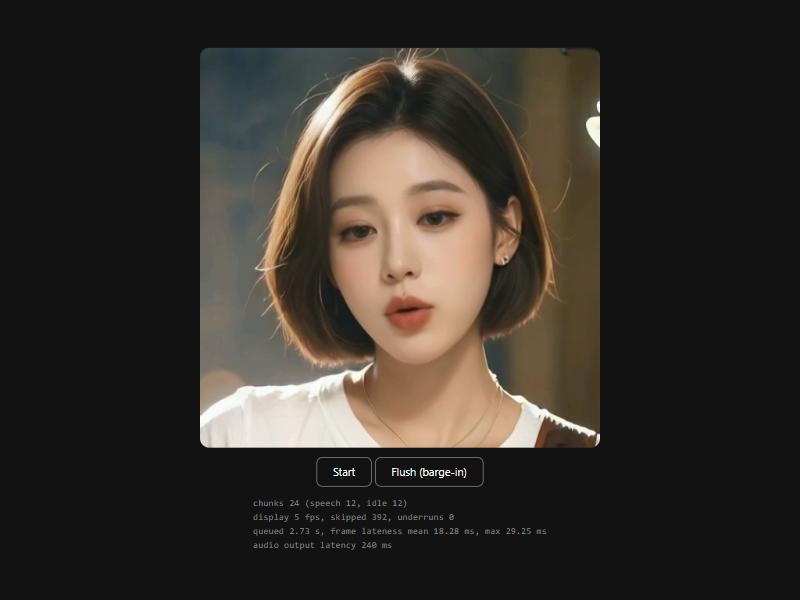 Start
Flush (barge-in)
chunks 24 (speech 12, idle 12)
display 5 fps, skipped 392, underruns 0
queued 2.73 s, frame lateness mean 18.28 ms, max 29.25 ms
audio output latency 240 ms